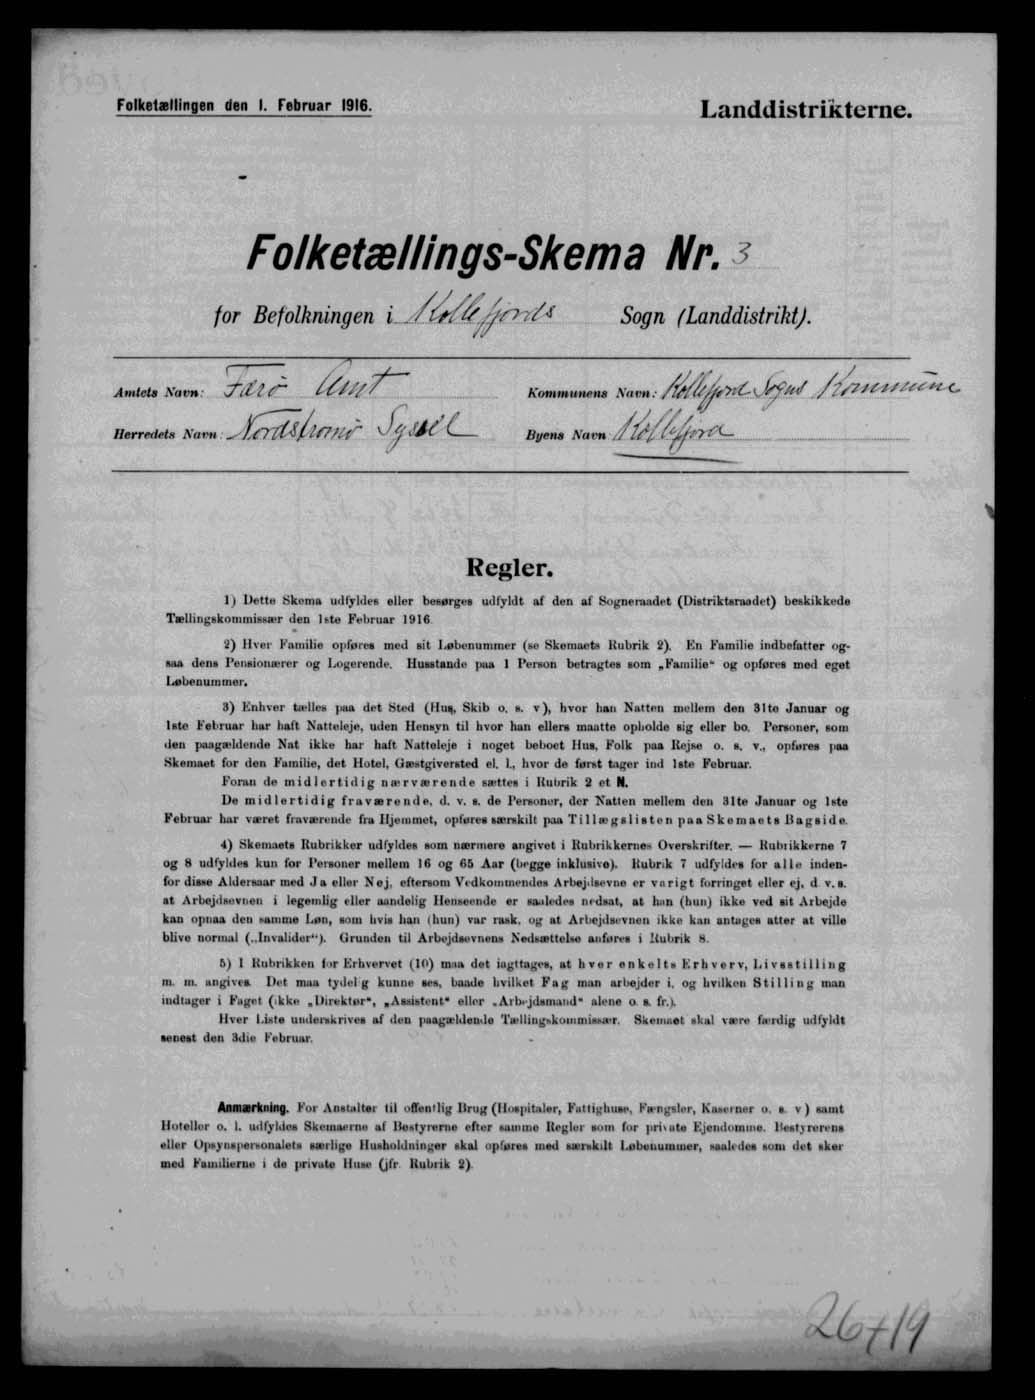 Folketællingen den 1. Februar 1916.
Landdistrikterne.
Folketællings-Skema Nr. 3
for Befolkningen i Kollefjords Sogn (Landdistrikt).
Amtets Navn: Færø Amt
Kommunens Navn: Kollefjord Sogns Kommune
Herredets Navn: Nordstrømø Syssel
Byens Navn Kollefjord
Regler.
1) Dette Skema udfyldes eller besørges udfyldt af den af Sogneraadet (Distriktsraadet) beskikkede
Tællingskommissær den 1ste Februar 1916.
2) Hver Familie opføres med sit Løbenummer (se Skemaets Rubrik 2). En Familie indbefatter og-
saa dens Pensionærer og Logerende. Husstande paa 1 Person betragtes som „Familie“ og opføres med eget
Løbenummer.
3) Enhver tælles paa det Sted (Hus, Skib o. s. v), hvor han Natten mellem den 31te Januar og
1ste Februar har haft Natteleje, uden Hensyn til hvor han ellers maatte opholde sig eller bo. Personer, som
den paagældende Nat ikke har haft Natteleje i noget beboet Hus, Folk paa Rejse o. s. v., opføres paa
Skemaet for den Familie, det Hotel, Gæstgiversted el. l., hvor de først tager ind 1ste Februar.
Foran de midlertidig nærværende sættes i Rubrik 2 et N.
De midlertidig fraværende, d. v. s. de Personer, der Natten mellem den 31te Januar og 1ste
Februar har været fraværende fra Hjemmet, opføres særskilt paa Tillægslisten paa Skemaets Bagside.
4) Skemaets Rubrikker udfyldes som nærmere angivet i Rubrikkernes Overskrifter. — Rubrikkerne 7
og 8 udfyldes kun for Personer mellem 16 og 65 Aar (begge inklusive). Rubrik 7 udfyldes for alle inden-
for disse Aldersaar med Ja eller Nej, eftersom Vedkommendes Arbejdsevne er varigt forringet eller ej, d. v. s.
at Arbejdsevnen i legemlig eller aandelig Henseende er saaledes nedsat, at han (hun) ikke ved sit Arbejde
kan opnaa den samme Løn, som hvis han (hun) var rask, og at Arbejdsevnen ikke kan antages atter at ville
blive normal („Invalider“). Grunden til Arbejdsevnens Nedsættelse anføres i Rubrik 8.
5) I Rubrikken for Erhvervet (10) maa det iagttages, at hver enkelts Erhverv, Livsstilling
m. m. angives. Det maa tydelig kunne ses, baade hvilket Fag man arbejder i, og hvilken Stilling man
indtager i Faget (ikke „Direktør“, „Assistent“ eller „Arbejdsmand“ alene o. s. fr.).
Hver Liste underskrives af den paagældende Tællingskommissær. Skemaet skal være færdig udfyldt
senest den 3die Februar.
Anmærkning. For Anstalter til offentlig Brug (Hospitaler, Fattighuse, Fængsler, Kaserner o. s. v) samt
Hoteller o. l. udfyldes Skemaerne af Bestyrerne efter samme Regler som for private Ejendomme. Bestyrerens
eller Opsynspersonalets særlige Husholdninger skal opføres med særskilt Løbenummer, saaledes som det sker
med Familierne i de private Huse (jfr. Rubrik 2).
26+19